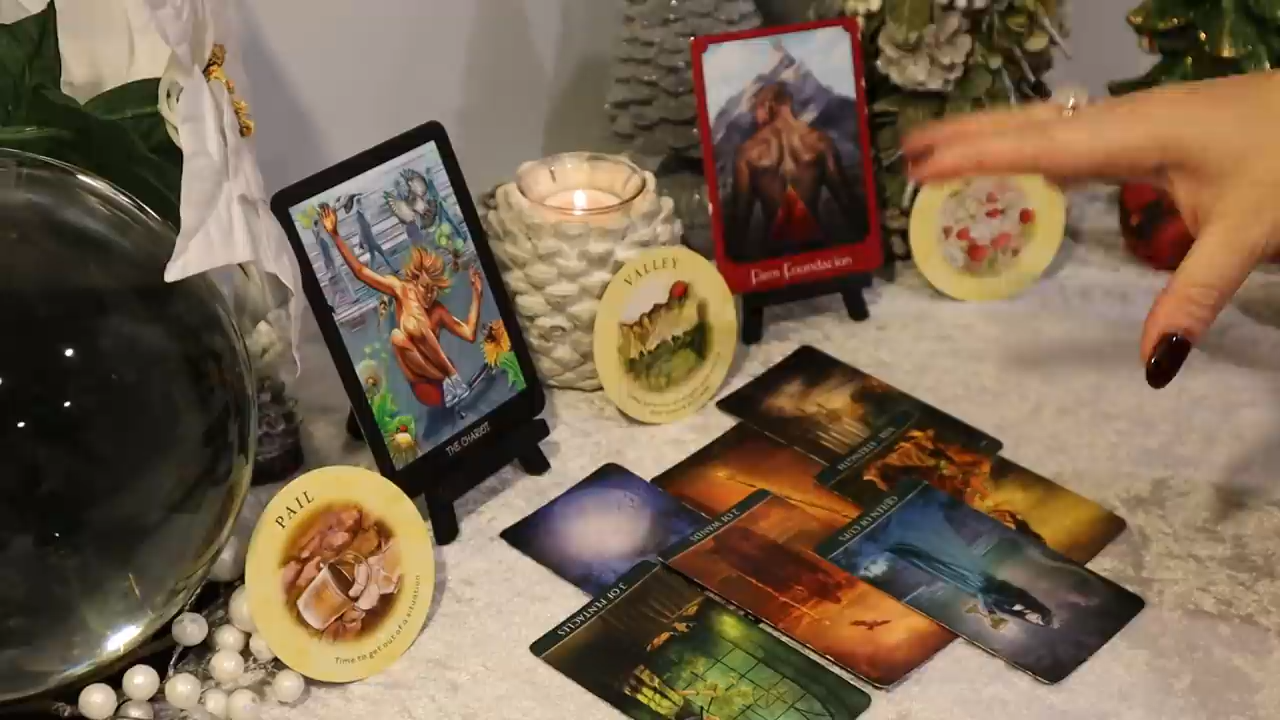 THE CHARIOT
Firm Foundation
VALLEY
PAIL
Time to get out of a situation
STRENGTH
QUEEN OF CUPS
2 OF WANDS
3 OF PENTACLES